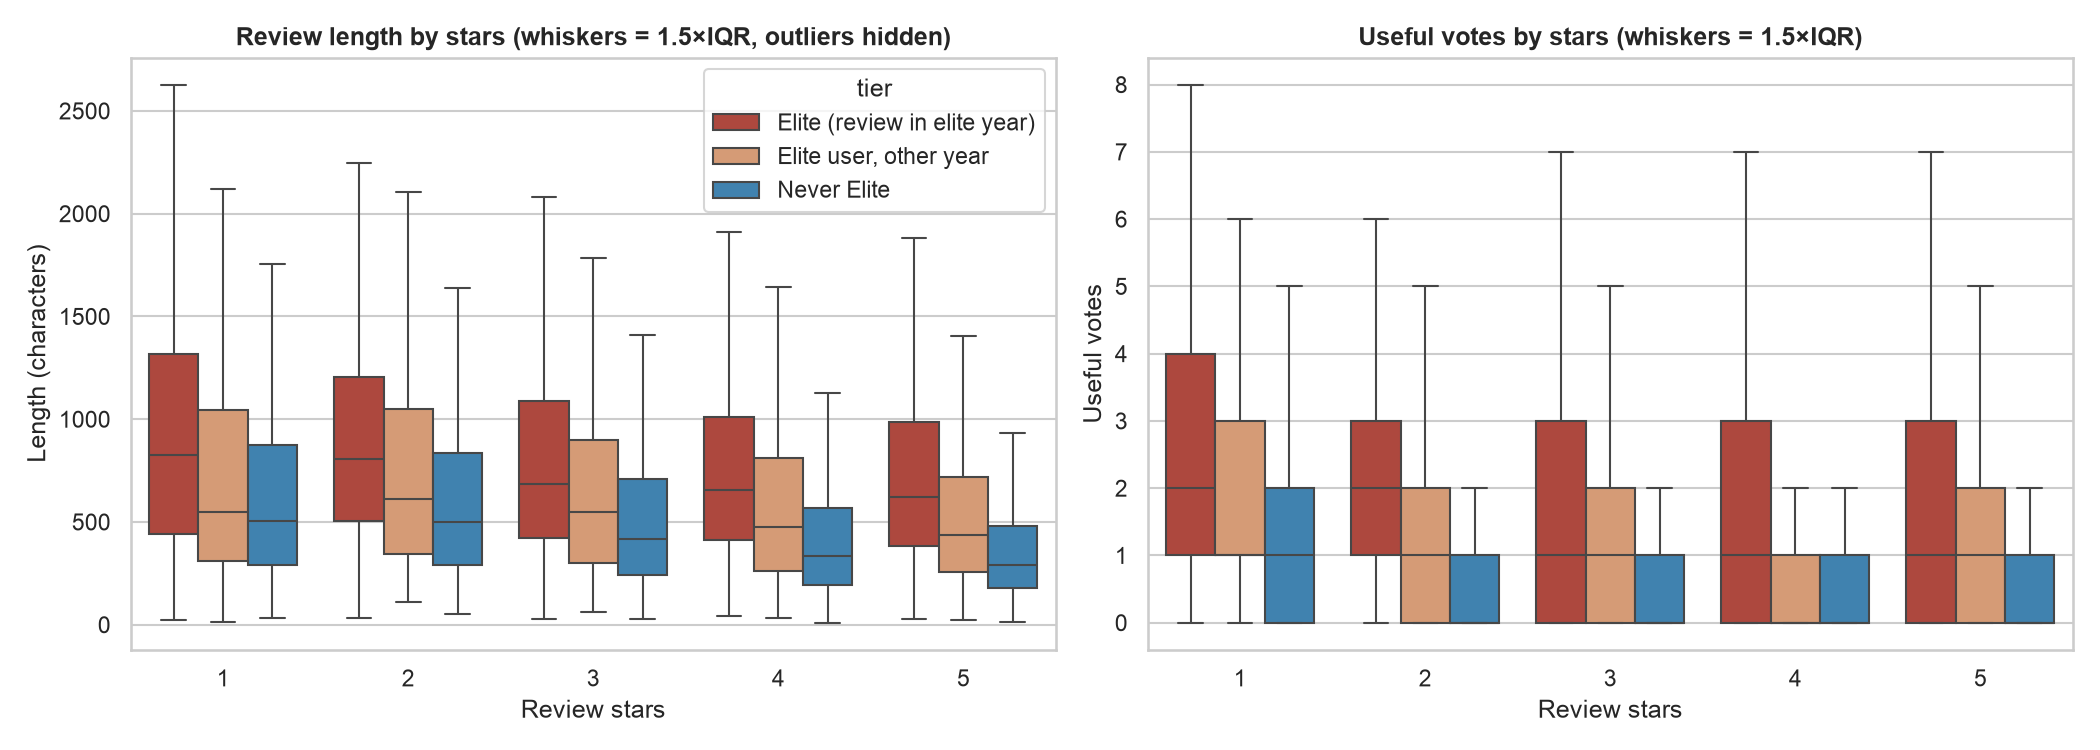 Review length by stars (whiskers = 1.5×IQR, outliers hidden)
tier
Elite (review in elite year)
Elite user, other year
Never Elite
Length (characters)
2500
2000
1500
1000
500
0
1 2 3 4 5
Review stars
Useful votes by stars (whiskers = 1.5×IQR)
Useful votes
8
7
6
5
4
3
2
1
0
1 2 3 4 5
Review stars